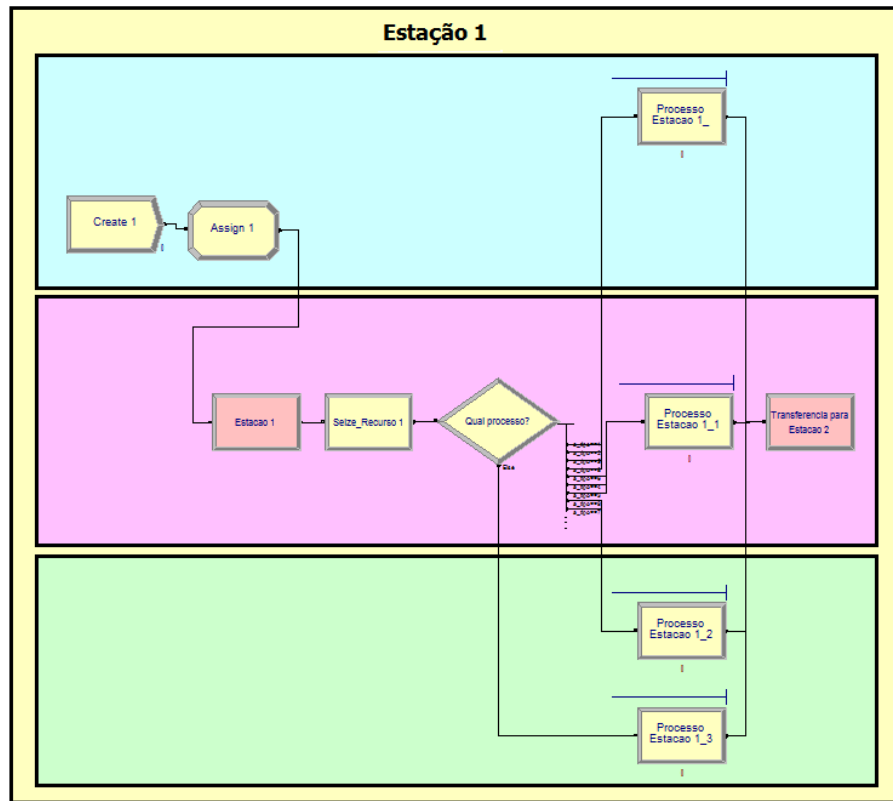 Estação 1
Processo
Estacao 1_
Create 1
Assign 1
Estacao 1
Seize_Recurso 1
Qual processo?
Else
Processo
Estacao 1_1
Transferencia para
Estacao 2
Processo
Estacao 1_2
Processo
Estacao 1_3